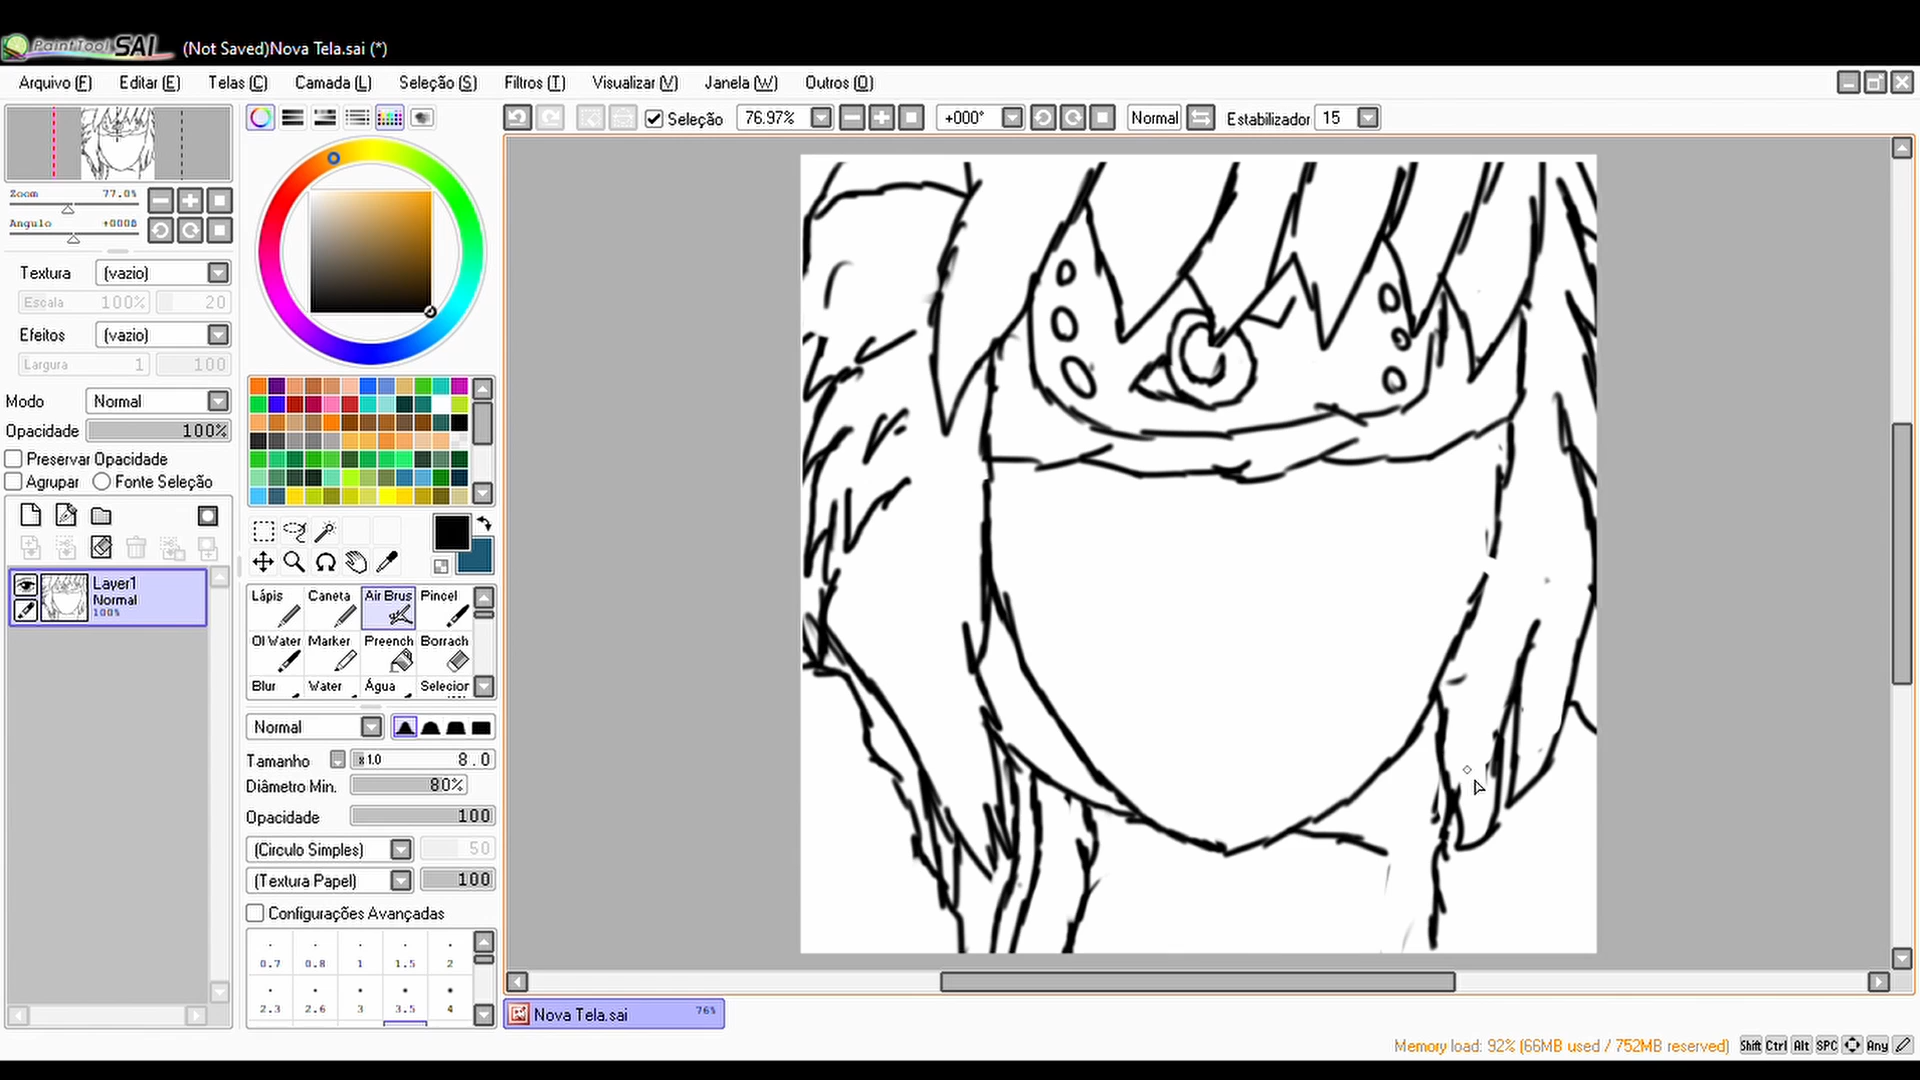 PaintTool SAI (Not Saved)Nova Tela.sai (*)
Arquivo (F) Editar (E) Telas (C) Camada (L) Seleção (S) Filtros (T) Visualizar (V) Janela (W) Outros (O)
Seleção 76.97% +000° Normal Estabilizador 15
Zoom 77.0%
Angulo +000B
Textura (vazio)
Escala 100% 20
Efeitos (vazio)
Largura 1 100
Modo Normal
Opacidade 100%
Preservar Opacidade
Agrupar Fonte Seleção
Layer1
Normal
100%
Lápis Caneta Air Brus Pincel
Ol Water Marker Preench Borrach
Blur Water Água Selecior
Normal
Tamanho x 1.0 8.0
Diâmetro Min. 80%
Opacidade 100
(Circulo Simples) 50
(Textura Papel) 100
Configurações Avançadas
0.7 0.8 1 1.5 2
2.3 2.6 3 3.5 4
Nova Tela.sai 76%
Memory load: 92% (66MB used / 752MB reserved) Shift Ctrl Alt SPC Any